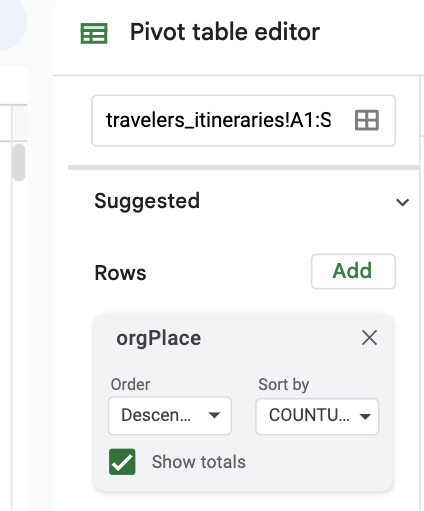 Pivot table editor
travelers_itineraries!A1:S
Suggested
Rows
Add
orgPlace
Order
Sort by
Descen...
COUNTU...
Show totals